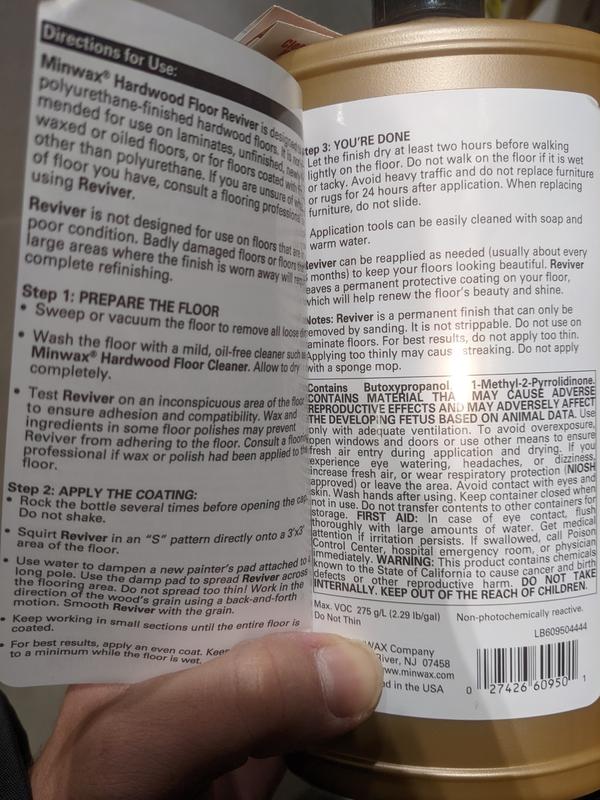 Directions for Use:
Minwax® Hardwood Floor Reviver is
polyurethane-finished hardwood floors. It is
mended for use on laminates, unfinished,
waxed or oiled floors, or for floors coated with
other than polyurethane. If you are unsure of
of floor you have, consult a flooring professional
using Reviver.
Reviver is not designed for use on floors that are
poor condition. Badly damaged floors or floors
large areas where the finish is worn away will
complete refinishing.
Step 1: PREPARE THE FLOOR
• Sweep or vacuum the floor to remove all loose
• Wash the floor with a mild, oil-free cleaner such as
Minwax® Hardwood Floor Cleaner. Allow to dry
completely.
• Test Reviver on an inconspicuous area of the floor
to ensure adhesion and compatibility. Wax and
ingredients in some floor polishes may prevent
Reviver from adhering to the floor. Consult a
professional if wax or polish had been applied to
floor.
Step 2: APPLY THE COATING:
• Rock the bottle several times before opening the cap.
Do not shake.
• Squirt Reviver in an "S" pattern directly onto a 3'x3'
area of the floor.
• Use water to dampen a new painter's pad attached to
long pole. Use the damp pad to spread Reviver across
the flooring area. Do not spread too thin! Work in the
direction of the wood's grain using a back-and-forth
motion. Smooth Reviver with the grain.
• Keep working in small sections until the entire floor is
coated.
• For best results, apply an even coat. Keep
to a minimum while the floor is wet.
tep 3: YOU'RE DONE
Let the finish dry at least two hours before walking
lightly on the floor. Do not walk on the floor if it is wet
or tacky. Avoid heavy traffic and do not replace furniture
or rugs for 24 hours after application. When replacing
furniture, do not slide.
Application tools can be easily cleaned with soap and
warm water.
Reviver can be reapplied as needed (usually about every
months) to keep your floors looking beautiful. Reviver
eaves a permanent protective coating on your floor,
which will help renew the floor's beauty and shine.
Notes: Reviver is a permanent finish that can only be
removed by sanding. It is not strippable. Do not use on
aminate floors. For best results, do not apply too thin.
Applying too thinly may cause streaking. Do not apply
with a sponge mop.
Contains Butoxypropanol, 1-Methyl-2-Pyrrolidinone.
CONTAINS MATERIAL THAT MAY CAUSE ADVERSE
REPRODUCTIVE EFFECTS AND MAY ADVERSELY AFFECT
THE DEVELOPING FETUS BASED ON ANIMAL DATA. Use
only with adequate ventilation. To avoid overexposure,
open windows and doors or use other means to ensure
fresh air entry during application and drying. If you
experience eye watering, headaches, or dizziness,
increase fresh air, or wear respiratory protection (NIOSH
approved) or leave the area. Avoid contact with eyes and
skin. Wash hands after using. Keep container closed when
not in use. Do not transfer contents to other containers for
storage. FIRST AID: In case of eye contact, flush
thoroughly with large amounts of water. Get medical
attention if irritation persists. If swallowed, call Poison
Control Center, hospital emergency room, or physician
immediately. WARNING: This product contains chemicals
known to the State of California to cause cancer and birth
defects or other reproductive harm. DO NOT TAKE
INTERNALLY. KEEP OUT OF THE REACH OF CHILDREN.
Max. VOC 275 g/L (2.29 lb/gal) Non-photochemically reactive.
Do Not Thin
LB609504444
WAX Company
River, NJ 07458
www.minwax.com
in the USA
0 27426 60950 1